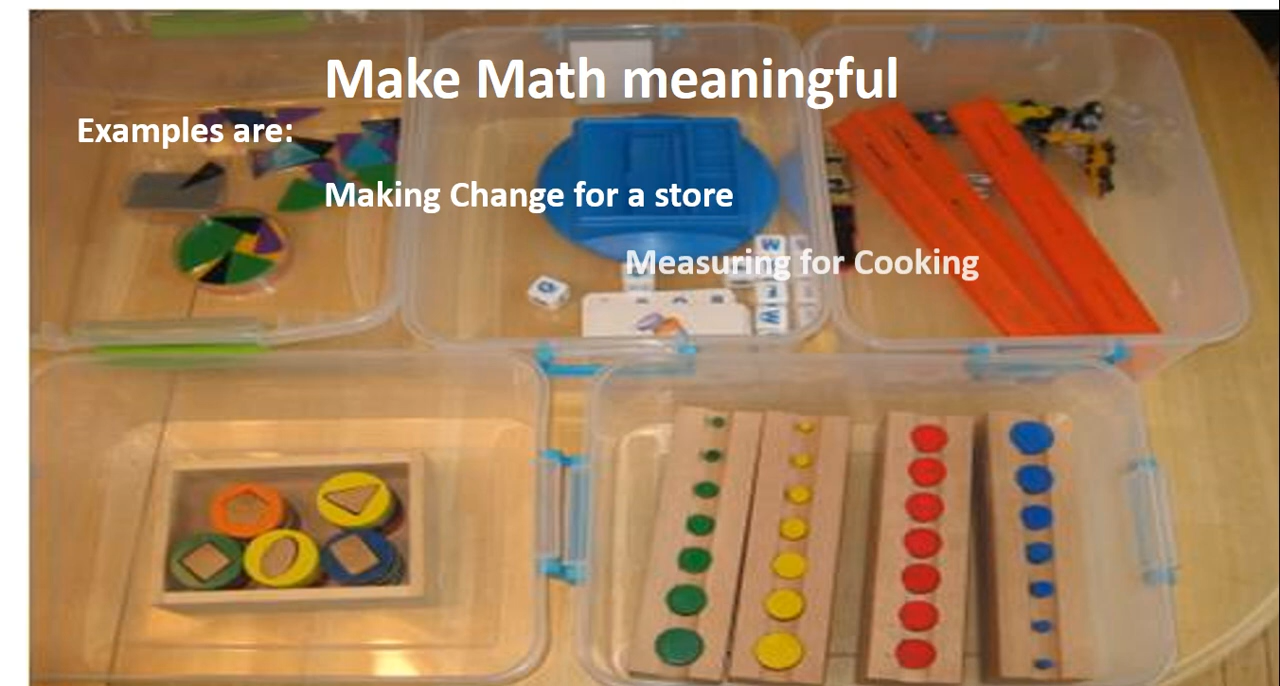 Make Math meaningful
Examples are:
Making Change for a store
Measuring for Cooking
W